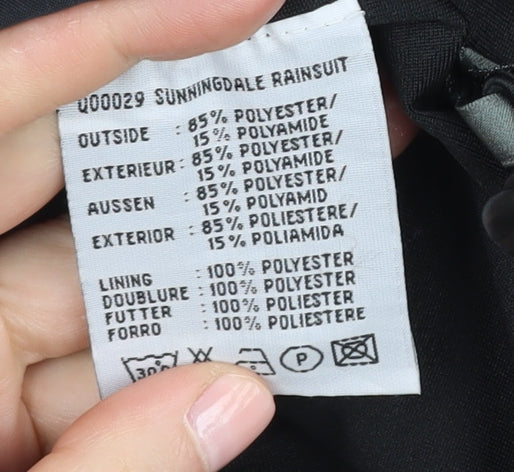 Q00029 SUNNINGDALE RAINSUIT
OUTSIDE : 85% POLYESTER/
15% POLYAMIDE
EXTERIEUR : 85% POLYESTER/
15% POLYAMIDE
AUSSEN : 85% POLYESTER/
15% POLYAMID
EXTERIOR : 85% POLIESTERE/
15% POLIAMIDA
LINING : 100% POLYESTER
DOUBLURE : 100% POLYESTER
FUTTER : 100% POLIESTER
FORRO : 100% POLIESTERE
30 P